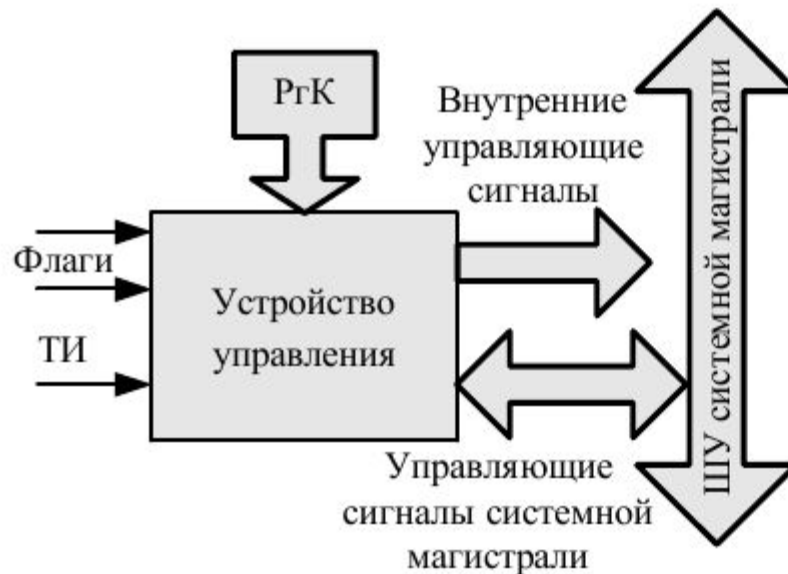 РгК
Внутренние
управляющие
сигналы
Флаги
ТИ
Устройство
управления
Управляющие
сигналы системной
магистрали
ШУ системной магистрали